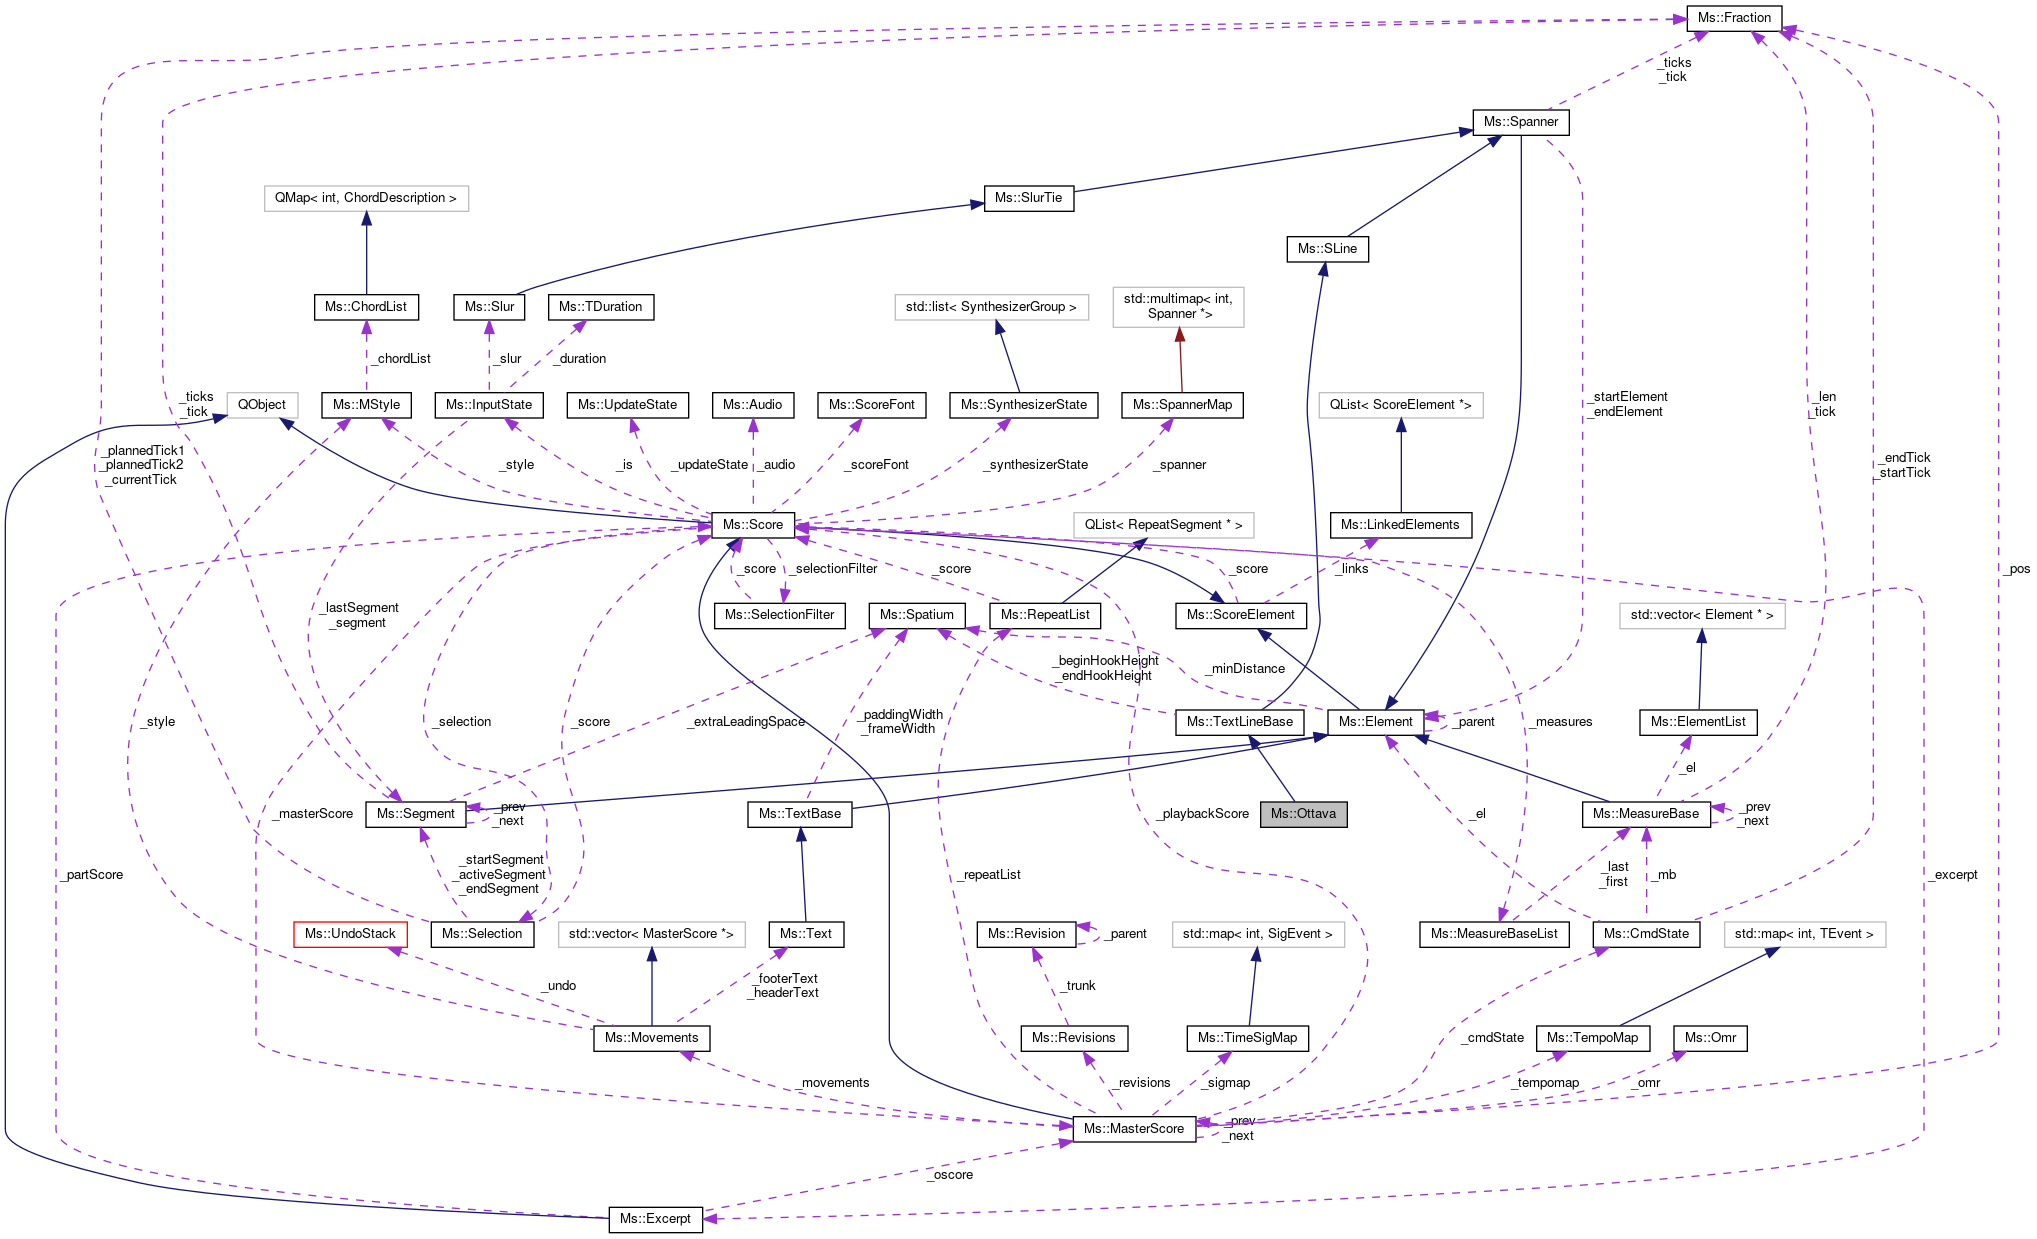 Ms::Fraction
_ticks
_tick
Ms::Spanner
QMap< int, ChordDescription >
Ms::SlurTie
Ms::SLine
Ms::ChordList
Ms::Slur
Ms::TDuration
std::list< SynthesizerGroup >
std::multimap< int,
Spanner *>
_chordList
_slur
_duration
_ticks
_tick
QObject
Ms::MStyle
Ms::InputState
Ms::UpdateState
Ms::Audio
Ms::ScoreFont
Ms::SynthesizerState
Ms::SpannerMap
QList< ScoreElement *>
_startElement
_endElement
_len
_tick
_plannedTick1
_plannedTick2
_currentTick
_style
_is
_updateState
_audio
_scoreFont
_synthesizerState
_spanner
_endTick
_startTick
Ms::Score
QList< RepeatSegment * >
Ms::LinkedElements
_score
_selectionFilter
_score
_score
_links
_pos
_lastSegment
_segment
Ms::SelectionFilter
Ms::Spatium
Ms::RepeatList
Ms::ScoreElement
std::vector< Element * >
_beginHookHeight
_endHookHeight
_minDistance
_style
_selection
_score
_extraLeadingSpace
_paddingWidth
_frameWidth
Ms::TextLineBase
Ms::Element
_parent
_measures
Ms::ElementList
_el
_masterScore
Ms::Segment
_prev
_next
Ms::TextBase
_playbackScore
Ms::Ottava
_el
Ms::MeasureBase
_prev
_next
_partScore
_startSegment
_activeSegment
_endSegment
_repeatList
_last
_first
_mb
_excerpt
Ms::UndoStack
Ms::Selection
std::vector< MasterScore *>
Ms::Text
Ms::Revision
_parent
std::map< int, SigEvent >
Ms::MeasureBaseList
Ms::CmdState
std::map< int, TEvent >
_undo
_footerText
_headerText
_trunk
Ms::Movements
Ms::Revisions
Ms::TimeSigMap
_cmdState
Ms::TempoMap
Ms::Omr
_movements
_revisions
_sigmap
_tempomap
_omr
Ms::MasterScore
_prev
_next
_oscore
Ms::Excerpt